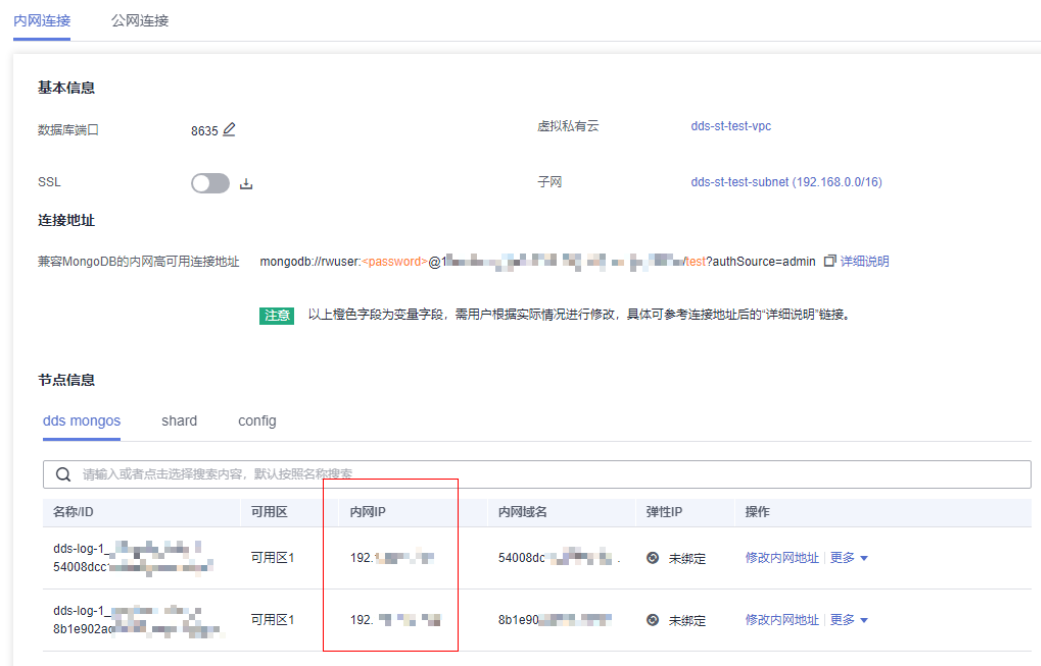 内网连接 公网连接
基本信息
数据库端口 8635 虚拟私有云 dds-st-test-vpc
SSL 子网 dds-st-test-subnet (192.168.0.0/16)
连接地址
兼容MongoDB的内网高可用连接地址 mongodb://rwuser:<password>@1 /test?authSource=admin 详细说明
注意 以上橙色字段为变量字段，需用户根据实际情况进行修改，具体可参考连接地址后的“详细说明”链接。
节点信息
dds mongos shard config
请输入或者点击选择搜索内容，默认按照名称搜索
名称/ID 可用区 内网IP 内网域名 弹性IP 操作
dds-log-1_
54008dcc
可用区1 192. 54008dc 未绑定 修改内网地址 更多
dds-log-1_
8b1e902a
可用区1 192. 8b1e90 未绑定 修改内网地址 更多